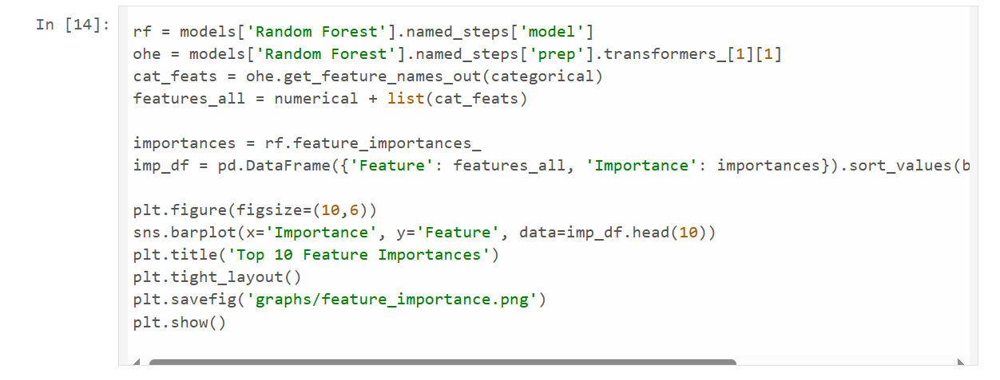 In [14]:
rf = models['Random Forest'].named_steps['model']
ohe = models['Random Forest'].named_steps['prep'].transformers_[1][1]
cat_feats = ohe.get_feature_names_out(categorical)
features_all = numerical + list(cat_feats)
importances = rf.feature_importances_
imp_df = pd.DataFrame({'Feature': features_all, 'Importance': importances}).sort_values(b
plt.figure(figsize=(10,6))
sns.barplot(x='Importance', y='Feature', data=imp_df.head(10))
plt.title('Top 10 Feature Importances')
plt.tight_layout()
plt.savefig('graphs/feature_importance.png')
plt.show()